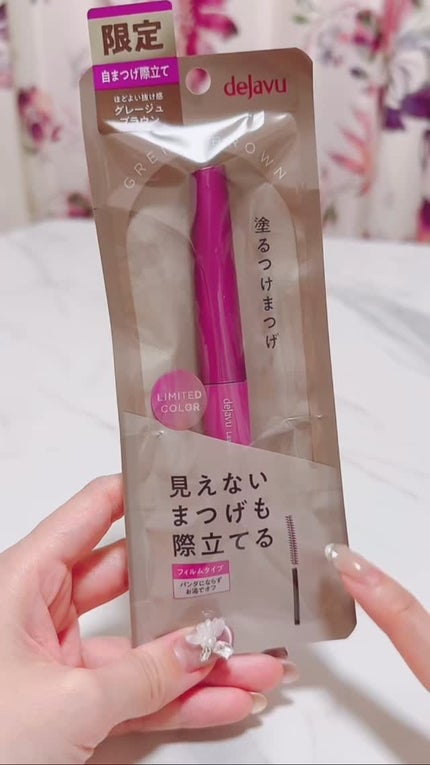 限定
自まつげ際立て
ほどよい抜け感
グレージュ
ブラウン
dejavu
塗るつけまつげ
LIMITED
COLOR
dejavu
見えない
まつげも
際立てる
フィルムタイプ
パンダにならず
お湯でオフ